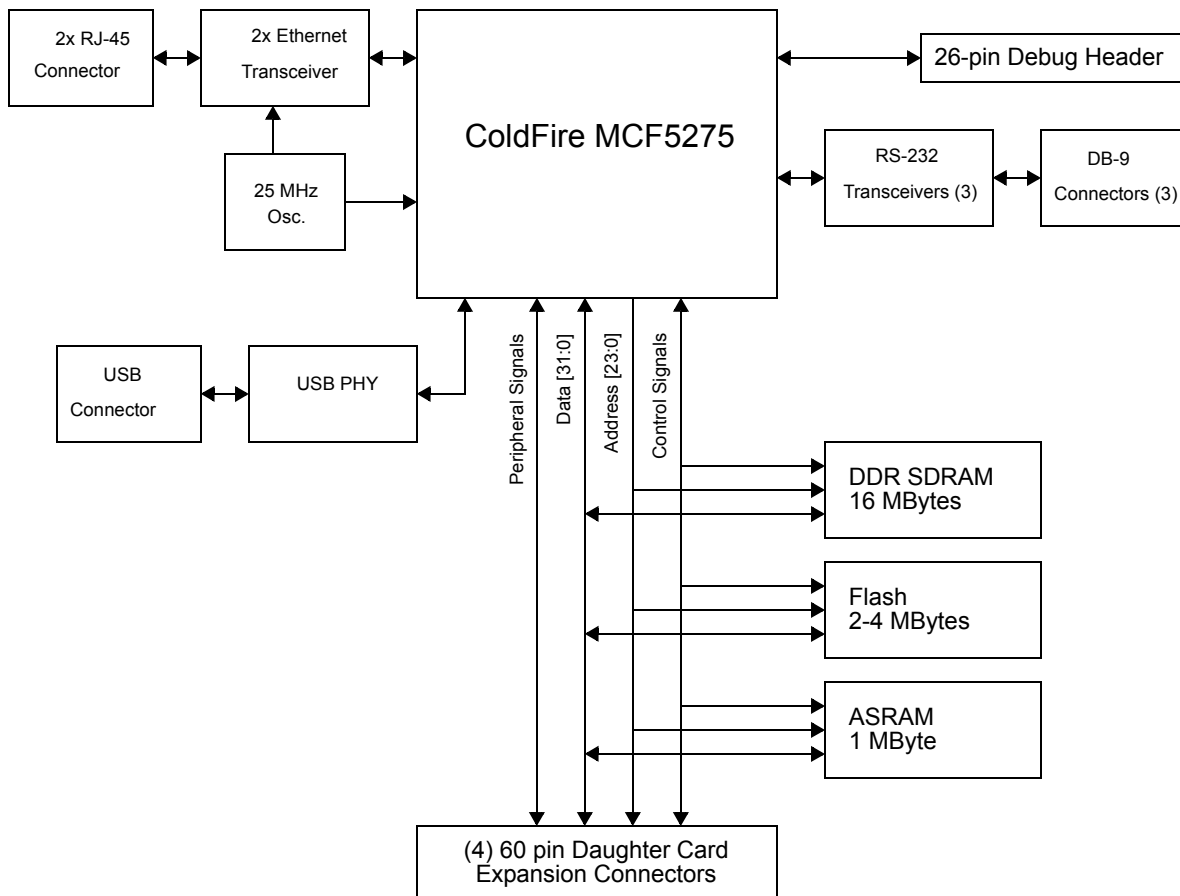 2x RJ-45
Connector
2x Ethernet
Transceiver
ColdFire MCF5275
26-pin Debug Header
RS-232
Transceivers (3)
DB-9
Connectors (3)
25 MHz
Osc.
USB
Connector
USB PHY
Peripheral Signals
Data [31:0]
Address [23:0]
Control Signals
DDR SDRAM
16 MBytes
Flash
2-4 MBytes
ASRAM
1 MByte
(4) 60 pin Daughter Card
Expansion Connectors